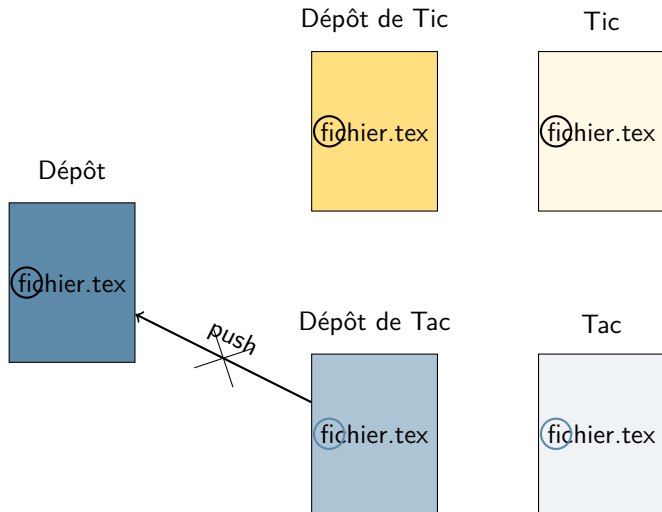 Dépôt de Tic
Tic
fichier.tex
fichier.tex
Dépôt
fichier.tex
push
Dépôt de Tac
Tac
fichier.tex
fichier.tex